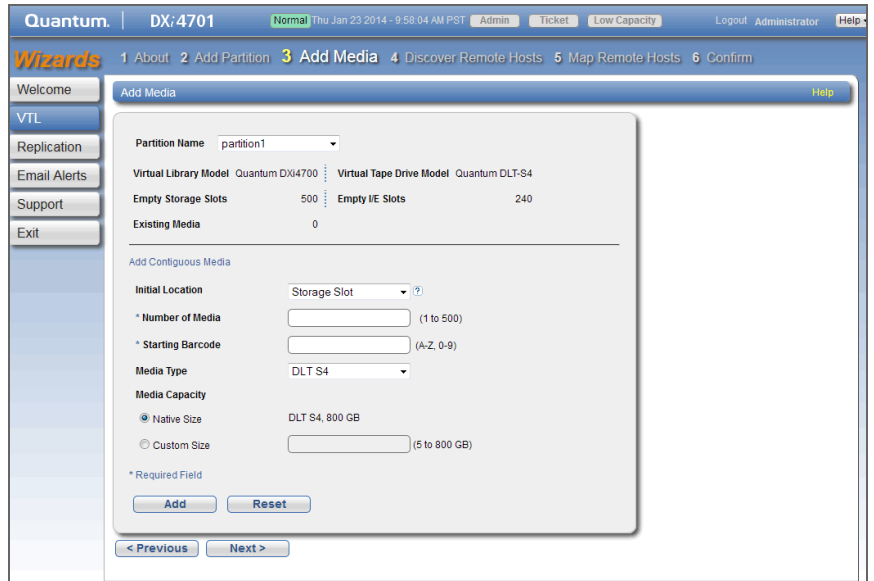 Quantum. DXi4701 Normal Thu Jan 23 2014 - 9:58:04 AM PST Admin Ticket Low Capacity Logout Administrator Help
Wizards 1 About 2 Add Partition 3 Add Media 4 Discover Remote Hosts 5 Map Remote Hosts 6 Confirm
Welcome
VTL
Replication
Email Alerts
Support
Exit
Add Media Help
Partition Name partition1
Virtual Library Model Quantum DXi4700 Virtual Tape Drive Model Quantum DLT-S4
Empty Storage Slots 500 Empty I/E Slots 240
Existing Media 0
Add Contiguous Media
Initial Location Storage Slot ?
* Number of Media (1 to 500)
* Starting Barcode (A-Z, 0-9)
Media Type DLT S4
Media Capacity
Native Size DLT S4, 800 GB
Custom Size (5 to 800 GB)
* Required Field
Add Reset
< Previous Next >